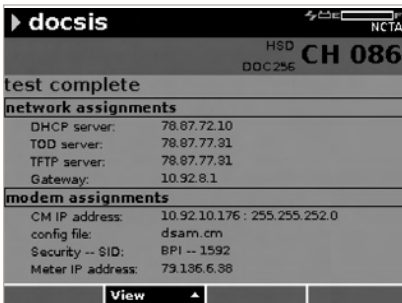 docsis
E F
NCTA
HSD
DOC256 CH 086
test complete
network assignments
DHCP server: 78.87.72.10
TOD server: 78.87.77.31
TFTP server: 78.87.77.31
Gateway: 10.92.8.1
modem assignments
CM IP address: 10.92.10.176 : 255.255.252.0
config file: dsam.cm
Security -- SID: BPI -- 1592
Meter IP address: 79.136.6.38
View